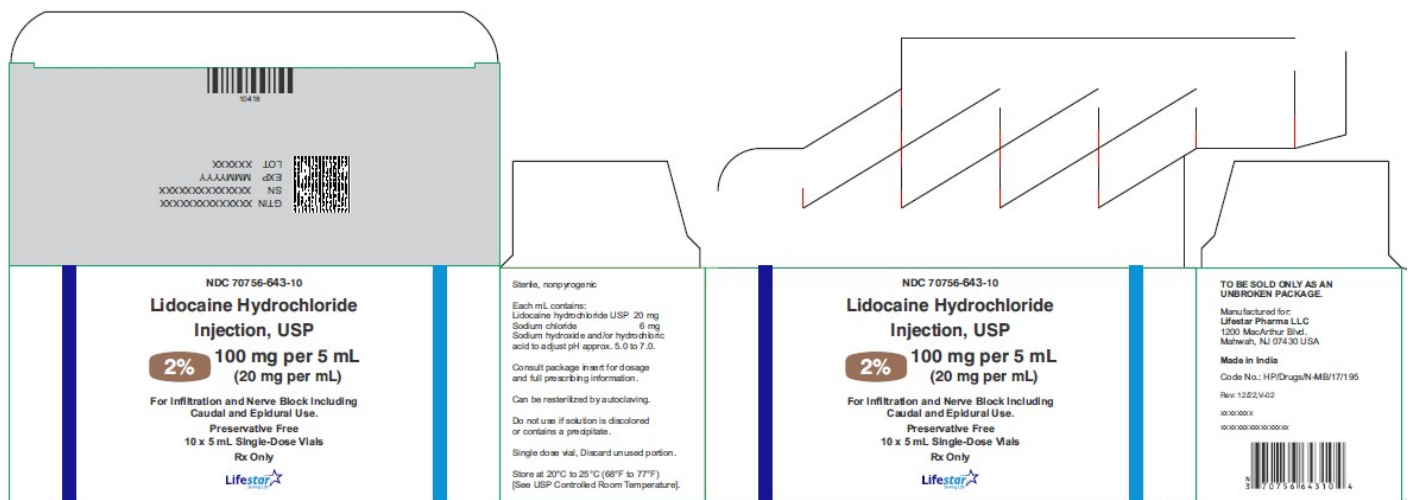 10418
GTIN XXXXXXXXXXXXXX
SN XXXXXXXXXXXXXX
EXP MMMYYYY
LOT XXXXXX
NDC 70756-643-10
Lidocaine Hydrochloride
Injection, USP
2%
100 mg per 5 mL
(20 mg per mL)
For Infiltration and Nerve Block Including
Caudal and Epidural Use.
Preservative Free
10 x 5 mL Single-Dose Vials
Rx Only
Lifestar
Saving Life
Sterile, nonpyrogenic
Each mL contains:
Lidocaine hydrochloride USP 20 mg
Sodium chloride 6 mg
Sodium hydroxide and/or hydrochloric
acid to adjust pH approx. 5.0 to 7.0.
Consult package insert for dosage
and full prescribing information.
Can be resterilized by autoclaving.
Do not use if solution is discolored
or contains a precipitate.
Single dose vial, Discard unused portion.
Store at 20°C to 25°C (68°F to 77°F)
[See USP Controlled Room Temperature].
NDC 70756-643-10
Lidocaine Hydrochloride
Injection, USP
2%
100 mg per 5 mL
(20 mg per mL)
For Infiltration and Nerve Block Including
Caudal and Epidural Use.
Preservative Free
10 x 5 mL Single-Dose Vials
Rx Only
Lifestar
Saving Life
TO BE SOLD ONLY AS AN
UNBROKEN PACKAGE.
Manufactured for:
Lifestar Pharma LLC
1200 MacArthur Blvd.
Mahwah, NJ 07430 USA
Made in India
Code No.: HP/Drugs/N-MB/17/195
Rev: 12/22,V-02
XXXXXXXX
XXXXXXXXXXXXXXXX
N
3 70756 64310 4